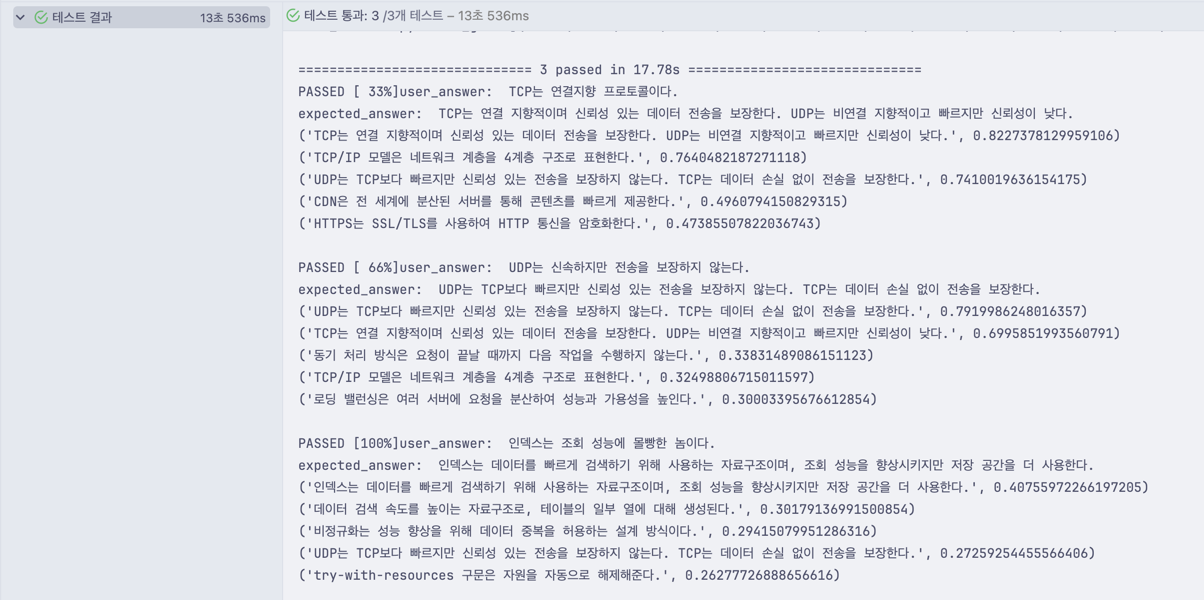 테스트 결과 13초 536ms
테스트 통과: 3 /3개 테스트 – 13초 536ms
============================== 3 passed in 17.78s ==============================
PASSED [ 33%]user_answer:  TCP는 연결지향 프로토콜이다.
expected_answer:  TCP는 연결 지향적이며 신뢰성 있는 데이터 전송을 보장한다. UDP는 비연결 지향적이고 빠르지만 신뢰성이 낮다.
('TCP는 연결 지향적이며 신뢰성 있는 데이터 전송을 보장한다. UDP는 비연결 지향적이고 빠르지만 신뢰성이 낮다.', 0.8227378129959106)
('TCP/IP 모델은 네트워크 계층을 4계층 구조로 표현한다.', 0.7640482187271118)
('UDP는 TCP보다 빠르지만 신뢰성 있는 전송을 보장하지 않는다. TCP는 데이터 손실 없이 전송을 보장한다.', 0.7410019636154175)
('CDN은 전 세계에 분산된 서버를 통해 콘텐츠를 빠르게 제공한다.', 0.4960794150829315)
('HTTPS는 SSL/TLS를 사용하여 HTTP 통신을 암호화한다.', 0.47385507822036743)
PASSED [ 66%]user_answer:  UDP는 신속하지만 전송을 보장하지 않는다.
expected_answer:  UDP는 TCP보다 빠르지만 신뢰성 있는 전송을 보장하지 않는다. TCP는 데이터 손실 없이 전송을 보장한다.
('UDP는 TCP보다 빠르지만 신뢰성 있는 전송을 보장하지 않는다. TCP는 데이터 손실 없이 전송을 보장한다.', 0.7919986248016357)
('TCP는 연결 지향적이며 신뢰성 있는 데이터 전송을 보장한다. UDP는 비연결 지향적이고 빠르지만 신뢰성이 낮다.', 0.6995851993560791)
('동기 처리 방식은 요청이 끝날 때까지 다음 작업을 수행하지 않는다.', 0.33831489086151123)
('TCP/IP 모델은 네트워크 계층을 4계층 구조로 표현한다.', 0.32498806715011597)
('로딩 밸런싱은 여러 서버에 요청을 분산하여 성능과 가용성을 높인다.', 0.30003395676612854)
PASSED [100%]user_answer:  인덱스는 조회 성능에 몰빵한 놈이다.
expected_answer:  인덱스는 데이터를 빠르게 검색하기 위해 사용하는 자료구조이며, 조회 성능을 향상시키지만 저장 공간을 더 사용한다.
('인덱스는 데이터를 빠르게 검색하기 위해 사용하는 자료구조이며, 조회 성능을 향상시키지만 저장 공간을 더 사용한다.', 0.40755972266197205)
('데이터 검색 속도를 높이는 자료구조로, 테이블의 일부 열에 대해 생성된다.', 0.30179136991500854)
('비정규화는 성능 향상을 위해 데이터 중복을 허용하는 설계 방식이다.', 0.29415079951286316)
('UDP는 TCP보다 빠르지만 신뢰성 있는 전송을 보장하지 않는다. TCP는 데이터 손실 없이 전송을 보장한다.', 0.27259254455566406)
('try-with-resources 구문은 자원을 자동으로 해제해준다.', 0.26277726888656616)